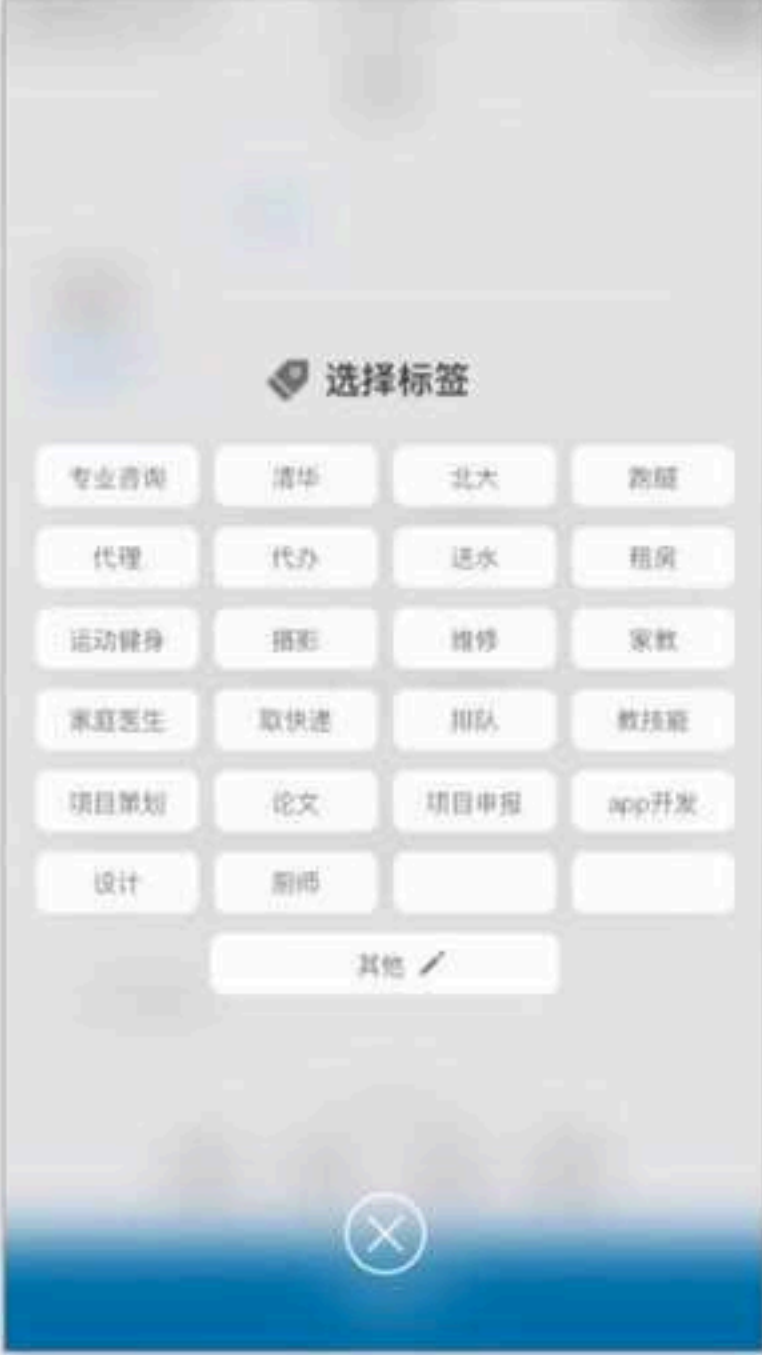 选择标签
专业咨询 清华 北大 跑腿
代理 代办 送水 租房
运动健身 摄影 维修 家教
家庭医生 取快递 排队 教技能
项目策划 论文 项目申报 app开发
设计 厨师
其他